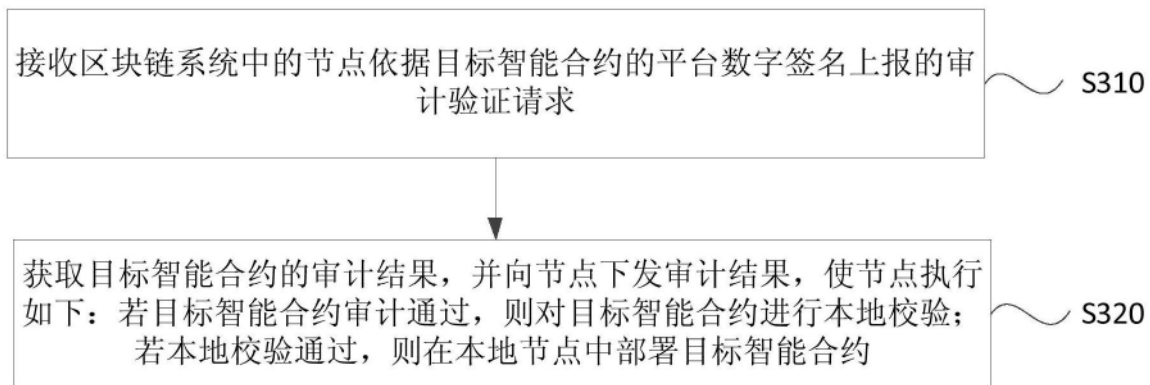 接收区块链系统中的节点依据目标智能合约的平台数字签名上报的审
计验证请求
S310
获取目标智能合约的审计结果，并向节点下发审计结果，使节点执行
如下：若目标智能合约审计通过，则对目标智能合约进行本地校验；
若本地校验通过，则在本地节点中部署目标智能合约
S320